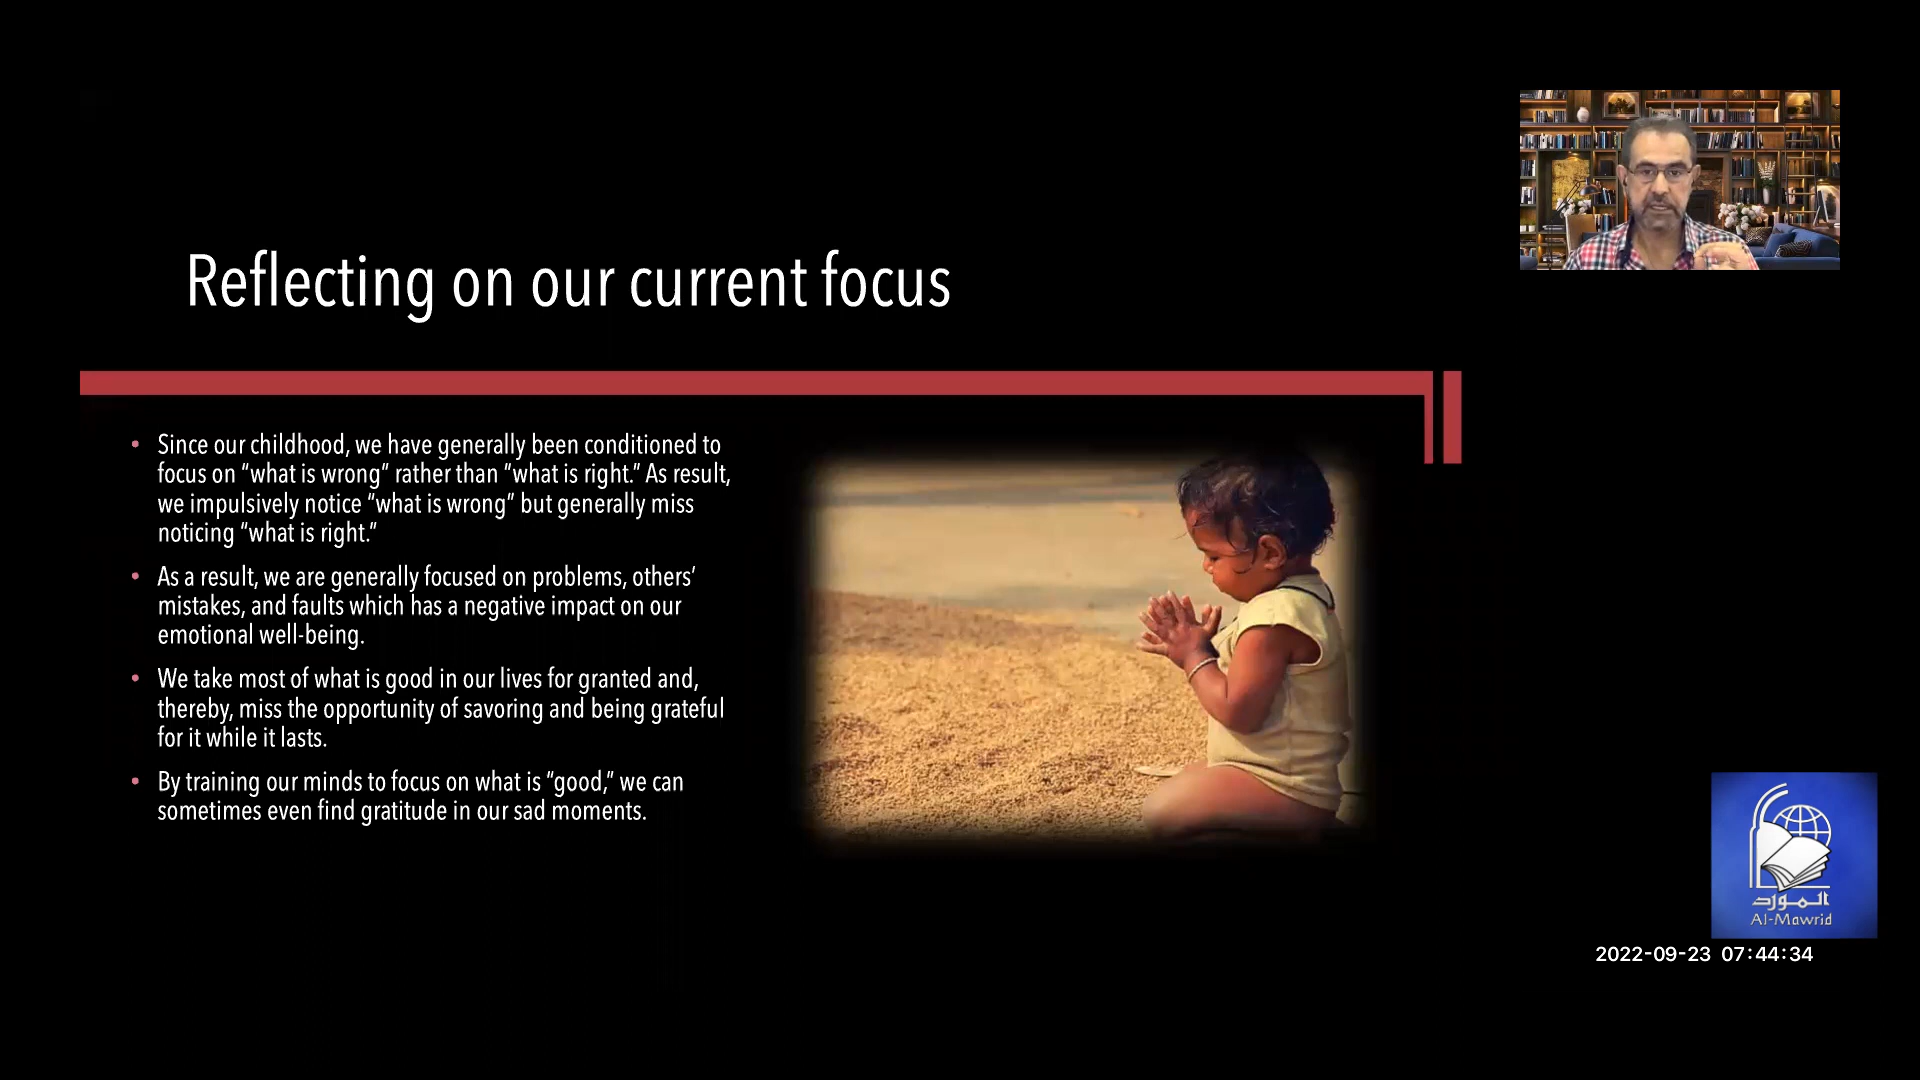 Reflecting on our current focus
• Since our childhood, we have generally been conditioned to
focus on “what is wrong” rather than “what is right.” As result,
we impulsively notice “what is wrong” but generally miss
noticing “what is right.”
• As a result, we are generally focused on problems, others’
mistakes, and faults which has a negative impact on our
emotional well-being.
• We take most of what is good in our lives for granted and,
thereby, miss the opportunity of savoring and being grateful
for it while it lasts.
• By training our minds to focus on what is “good,” we can
sometimes even find gratitude in our sad moments.
المورد
Al-Mawrid
2022-09-23 07:44:34